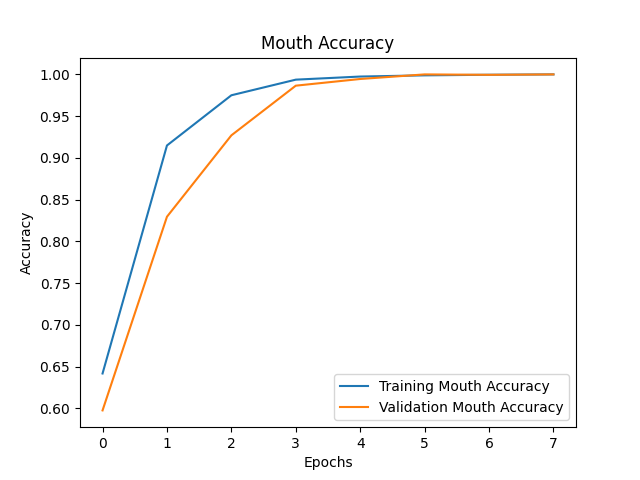 Mouth Accuracy
1.00
0.95
0.90
0.85
0.80
0.75
0.70
0.65
0.60
Accuracy
Training Mouth Accuracy
Validation Mouth Accuracy
0 1 2 3 4 5 6 7
Epochs